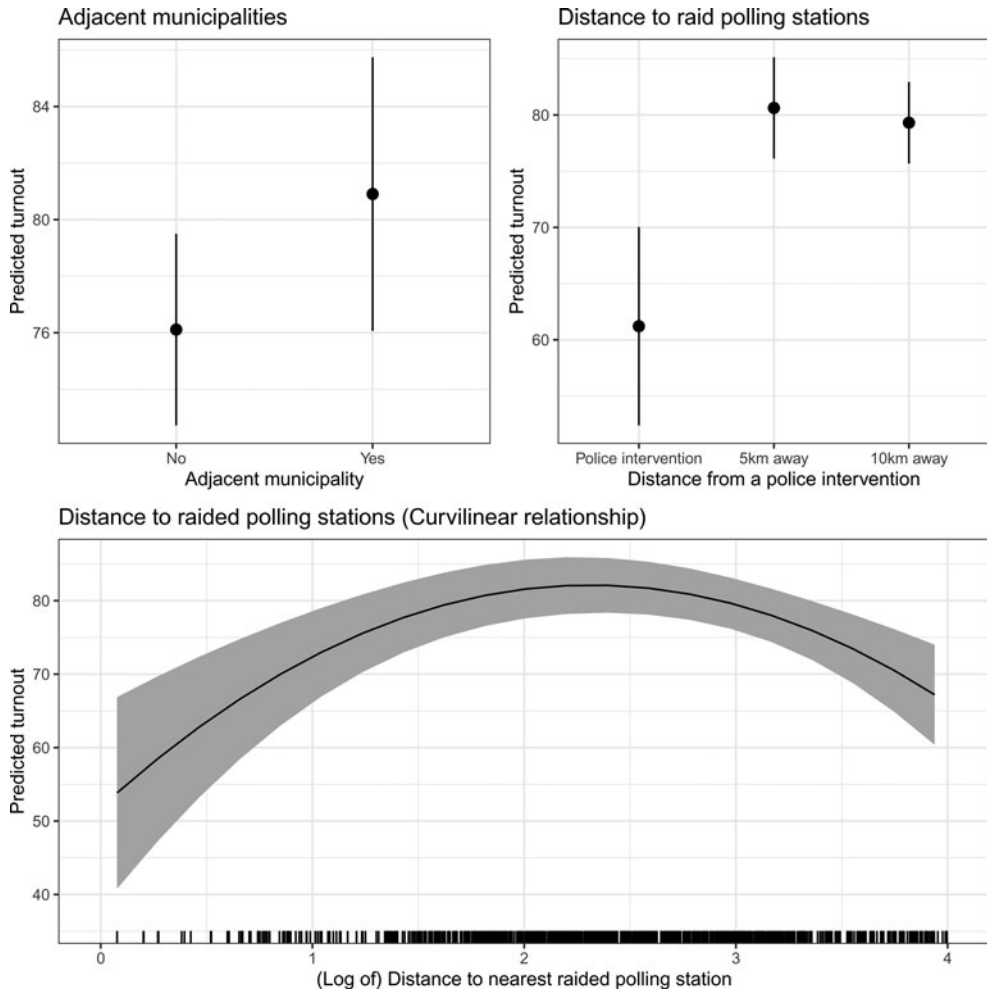 Adjacent municipalities
Predicted turnout
84
80
76
No Yes
Adjacent municipality
Distance to raid polling stations
Predicted turnout
80
70
60
Police intervention 5km away 10km away
Distance from a police intervention
Distance to raided polling stations (Curvilinear relationship)
Predicted turnout
80
70
60
50
40
0 1 2 3 4
(Log of) Distance to nearest raided polling station